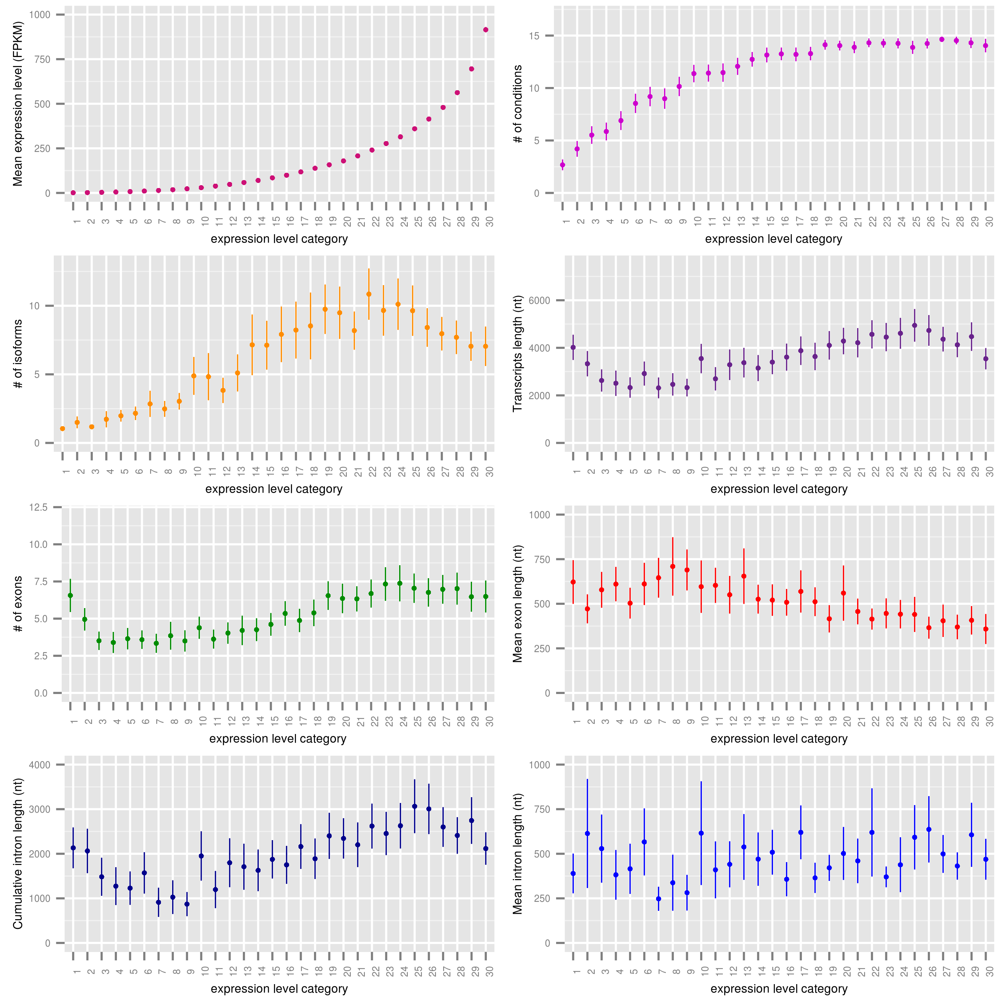 Mean expression level (FPKM)
1000
750
500
250
0
1 2 3 4 5 6 7 8 9 10 11 12 13 14 15 16 17 18 19 20 21 22 23 24 25 26 27 28 29 30
expression level category
# of conditions
15
10
5
0
1 2 3 4 5 6 7 8 9 10 11 12 13 14 15 16 17 18 19 20 21 22 23 24 25 26 27 28 29 30
expression level category
# of isoforms
10
5
0
1 2 3 4 5 6 7 8 9 10 11 12 13 14 15 16 17 18 19 20 21 22 23 24 25 26 27 28 29 30
expression level category
Transcripts length (nt)
6000
4000
2000
0
1 2 3 4 5 6 7 8 9 10 11 12 13 14 15 16 17 18 19 20 21 22 23 24 25 26 27 28 29 30
expression level category
# of exons
12.5
10.0
7.5
5.0
2.5
0.0
1 2 3 4 5 6 7 8 9 10 11 12 13 14 15 16 17 18 19 20 21 22 23 24 25 26 27 28 29 30
expression level category
Mean exon length (nt)
1000
750
500
250
0
1 2 3 4 5 6 7 8 9 10 11 12 13 14 15 16 17 18 19 20 21 22 23 24 25 26 27 28 29 30
expression level category
Cumulative intron length (nt)
4000
3000
2000
1000
0
1 2 3 4 5 6 7 8 9 10 11 12 13 14 15 16 17 18 19 20 21 22 23 24 25 26 27 28 29 30
expression level category
Mean intron length (nt)
1000
750
500
250
0
1 2 3 4 5 6 7 8 9 10 11 12 13 14 15 16 17 18 19 20 21 22 23 24 25 26 27 28 29 30
expression level category